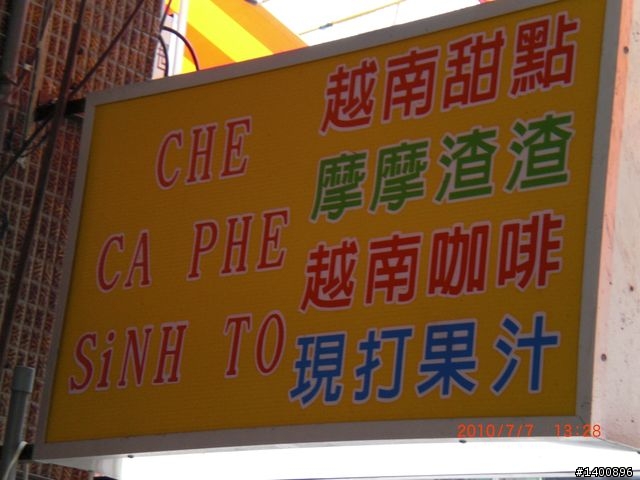 CHE
CA PHE
SiNH TO
越南甜點
摩摩渣渣
越南咖啡
現打果汁
2010/7/7 13:28
#1400896